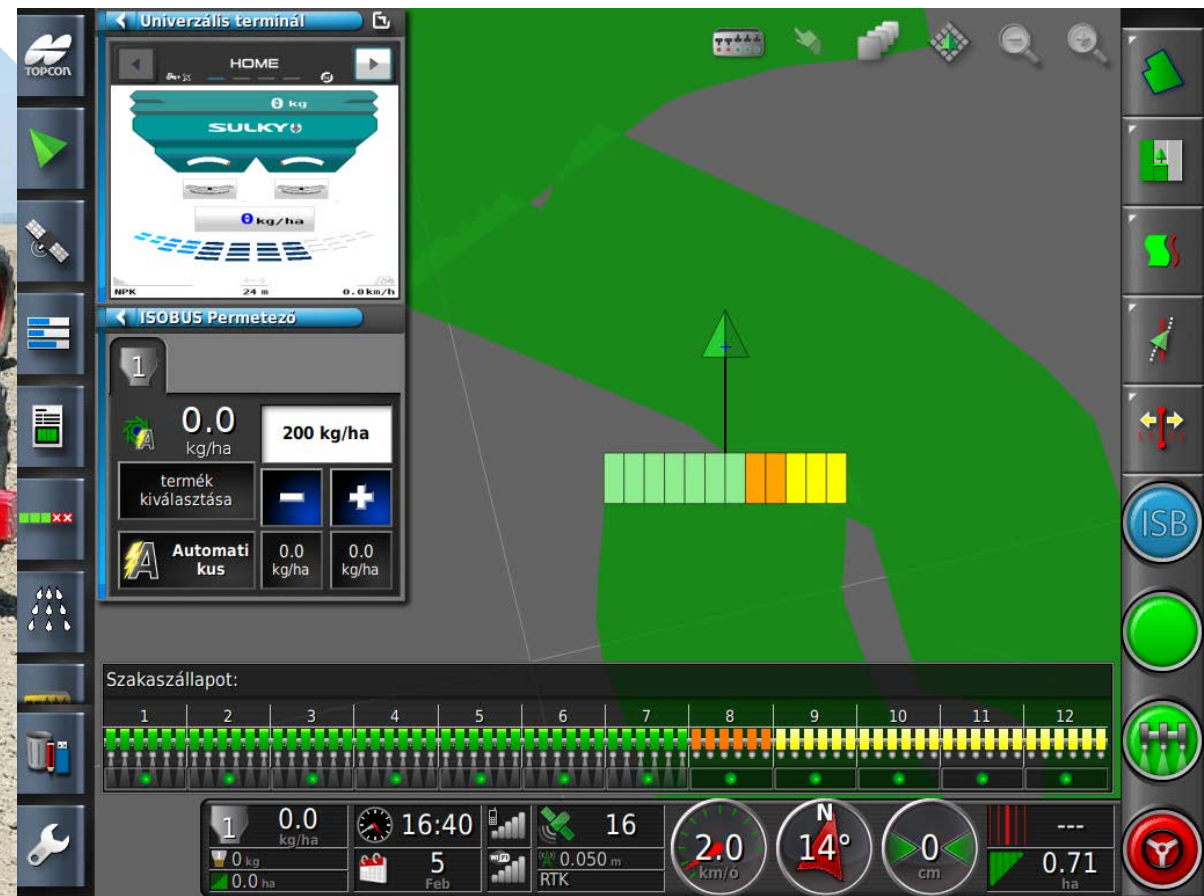 TOPCON
Univerzális terminál
HOME
0 kg
SULKY
0 kg/ha
NPK
24 m
0.0km/h
ISOBUS Permetező
1
0.0
kg/ha
200 kg/ha
termék
kiválasztása
Automati
kus
0.0
kg/ha
0.0
kg/ha
ISB
Szakaszállapot:
1 2 3 4 5 6 7 8 9 10 11 12
1
0.0
kg/ha
0 kg
0.0 ha
16:40
5
Feb
WiFi
16
0.050 m
RTK
2.0
km/ó
N
14°
0
cm
---
0.71
ha